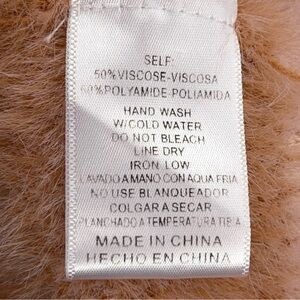 SELF:
50%VISCOSE-VISCOSA
60%POLYAMIDE-POLIAMIDA
HAND WASH
W/COLD WATER
DO NOT BLEACH
LINE DRY
IRON LOW
LAVADO A MANO CON AQUA FRIA
NO USE BLANQUEADOR
COLGAR A SECAR
PLANCHADO A TEMPERATURA TIBIA
MADE IN CHINA
HECHO EN CHINA